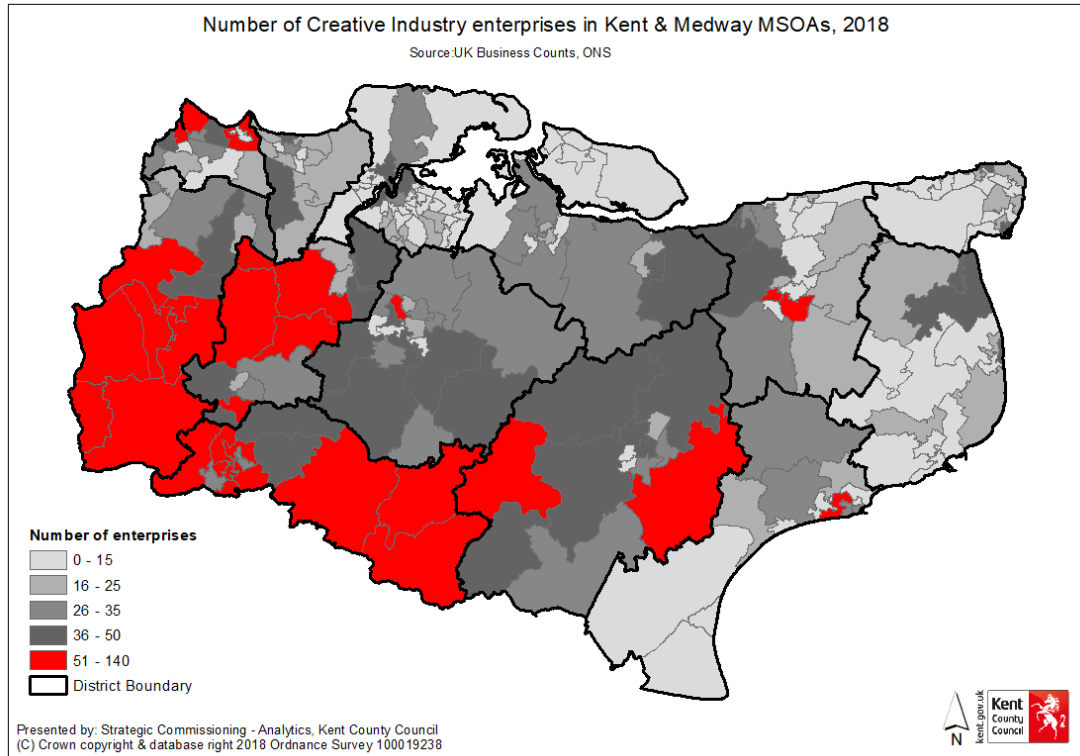 Number of Creative Industry enterprises in Kent & Medway MSOAs, 2018
Source:UK Business Counts, ONS
Number of enterprises
0 - 15
16 - 25
26 - 35
36 - 50
51 - 140
District Boundary
Presented by: Strategic Commissioning - Analytics, Kent County Council
(C) Crown copyright & database right 2018 Ordnance Survey 100019238
N
kent.gov.uk
Kent
County
Council
2